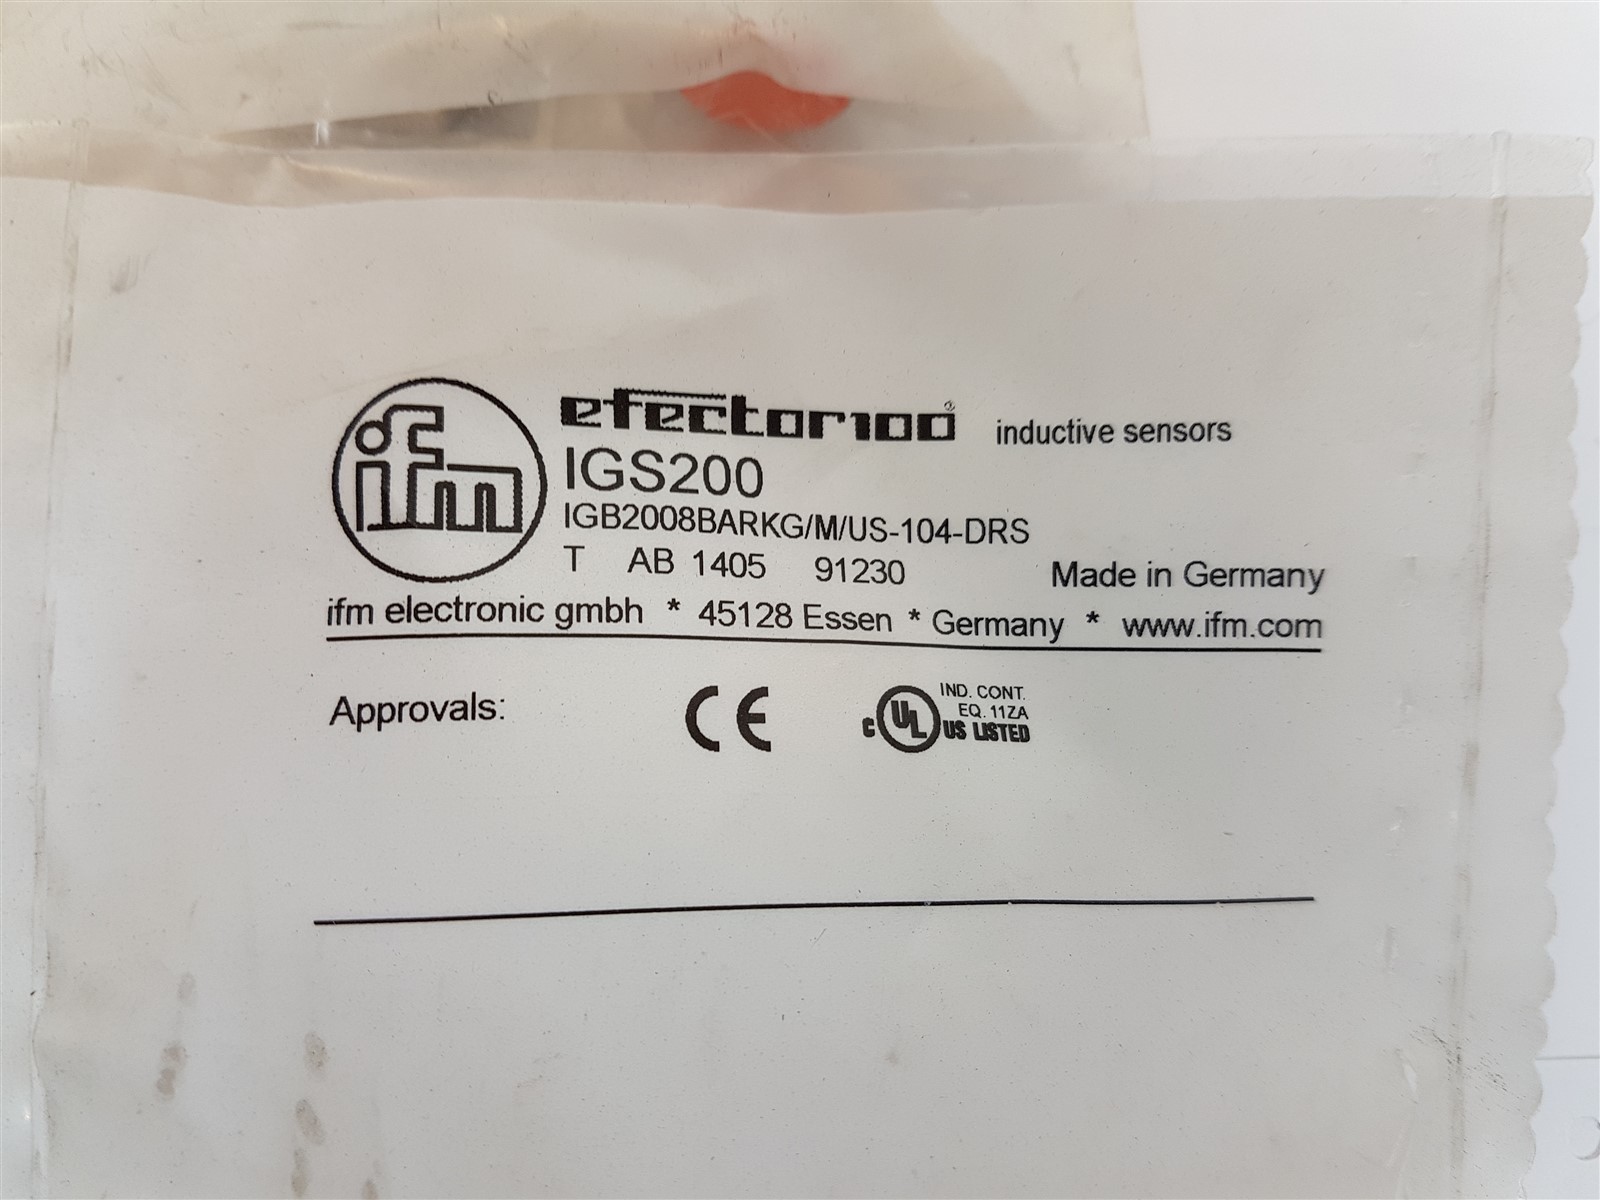 ifm
efector100® inductive sensors
IGS200
IGB2008BARKG/M/US-104-DRS
T AB 1405 91230 Made in Germany
ifm electronic gmbh * 45128 Essen * Germany * www.ifm.com
Approvals: CE
IND. CONT.
EQ. 11ZA
c UL US LISTED